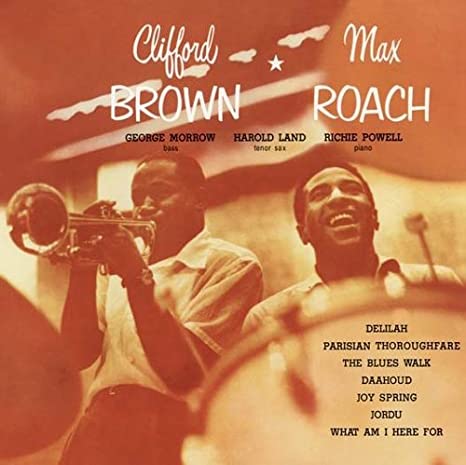 Clifford Max
BROWN ROACH
GEORGE MORROW HAROLD LAND RICHIE POWELL
bass tenor sax piano
DELILAH
PARISIAN THOROUGHFARE
THE BLUES WALK
DAAHOUD
JOY SPRING
JORDU
WHAT AM I HERE FOR